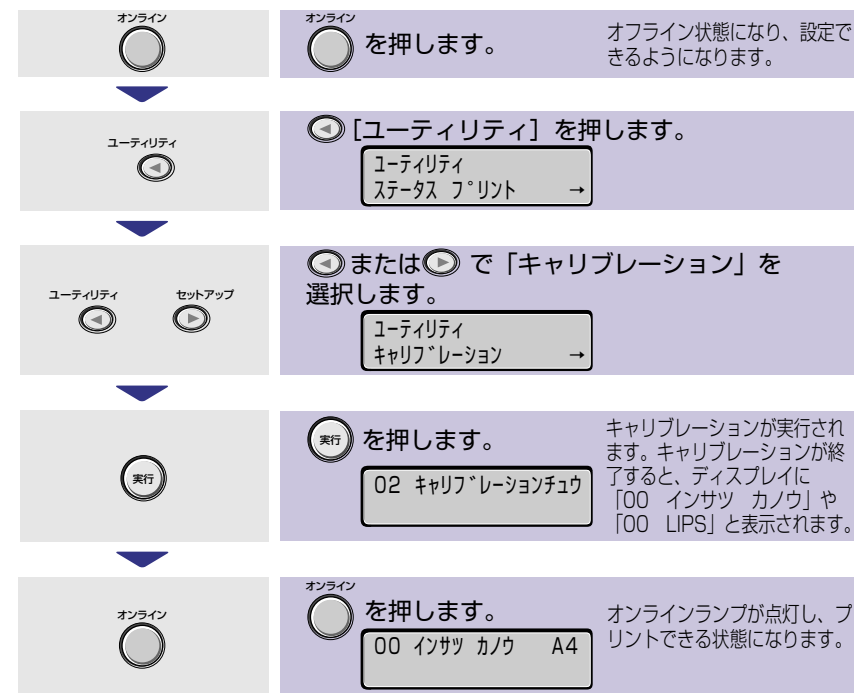 オンライン
オンライン
を押します。
オフライン状態になり、設定で
きるようになります。
ユーティリティ
[ユーティリティ］を押します。
ユーティリティ
ステータス プリント →
ユーティリティ セットアップ
または で「キャリブレーション」を
選択します。
ユーティリティ
キャリブレーション →
実行
実行 を押します。
02 キャリブレーションチュウ
キャリブレーションが実行され
ます。キャリブレーションが終
了すると、ディスプレイに
「00 インサツ カノウ」や
「00 LIPS」と表示されます。
オンライン
オンライン
を押します。
00 インサツ カノウ A4
オンラインランプが点灯し、プ
リントできる状態になります。